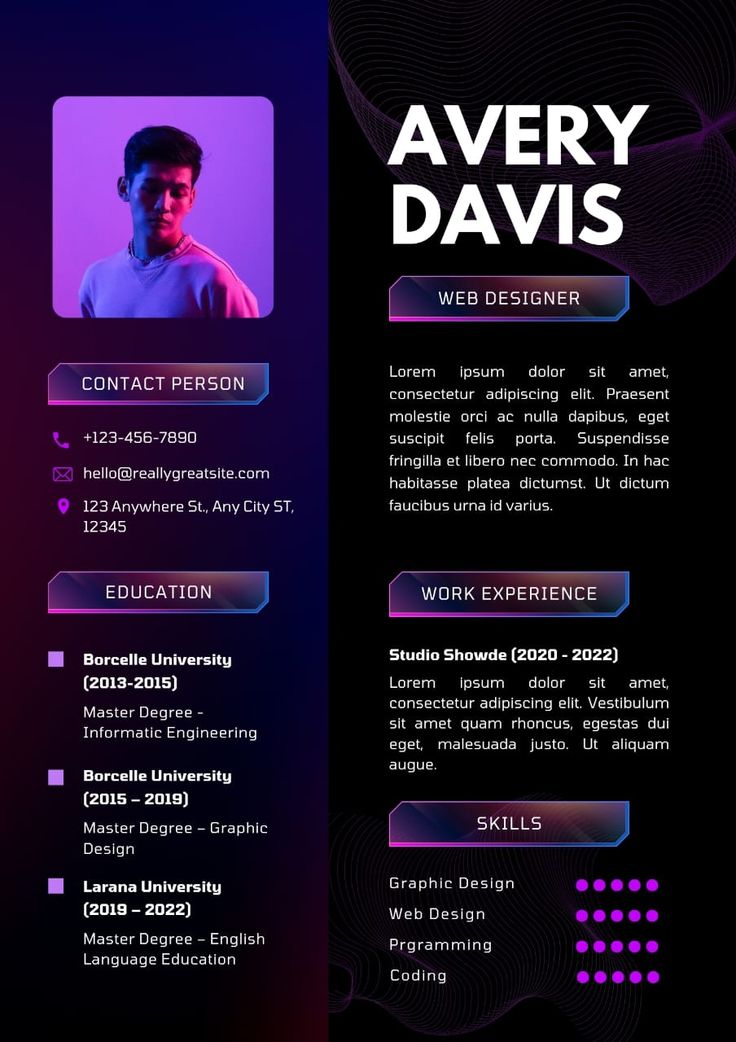 AVERY
DAVIS
WEB DESIGNER
Lorem ipsum dolor sit amet,
consectetur adipiscing elit. Praesent
molestie orci ac nulla dapibus, eget
suscipit felis porta. Suspendisse
fringilla et libero nec commodo. In hac
habitasse platea dictumst. Ut dictum
faucibus urna id varius.
CONTACT PERSON
+123-456-7890
hello@reallygreatsite.com
123 Anywhere St., Any City ST,
12345
EDUCATION
Borcelle University
(2013-2015)
Master Degree -
Informatic Engineering
Borcelle University
(2015 – 2019)
Master Degree – Graphic
Design
Larana University
(2019 – 2022)
Master Degree – English
Language Education
WORK EXPERIENCE
Studio Showde (2020 - 2022)
Lorem ipsum dolor sit amet,
consectetur adipiscing elit. Vestibulum
sit amet quam rhoncus, egestas dui
eget, malesuada justo. Ut aliquam
augue.
SKILLS
Graphic Design
Web Design
Prgramming
Coding